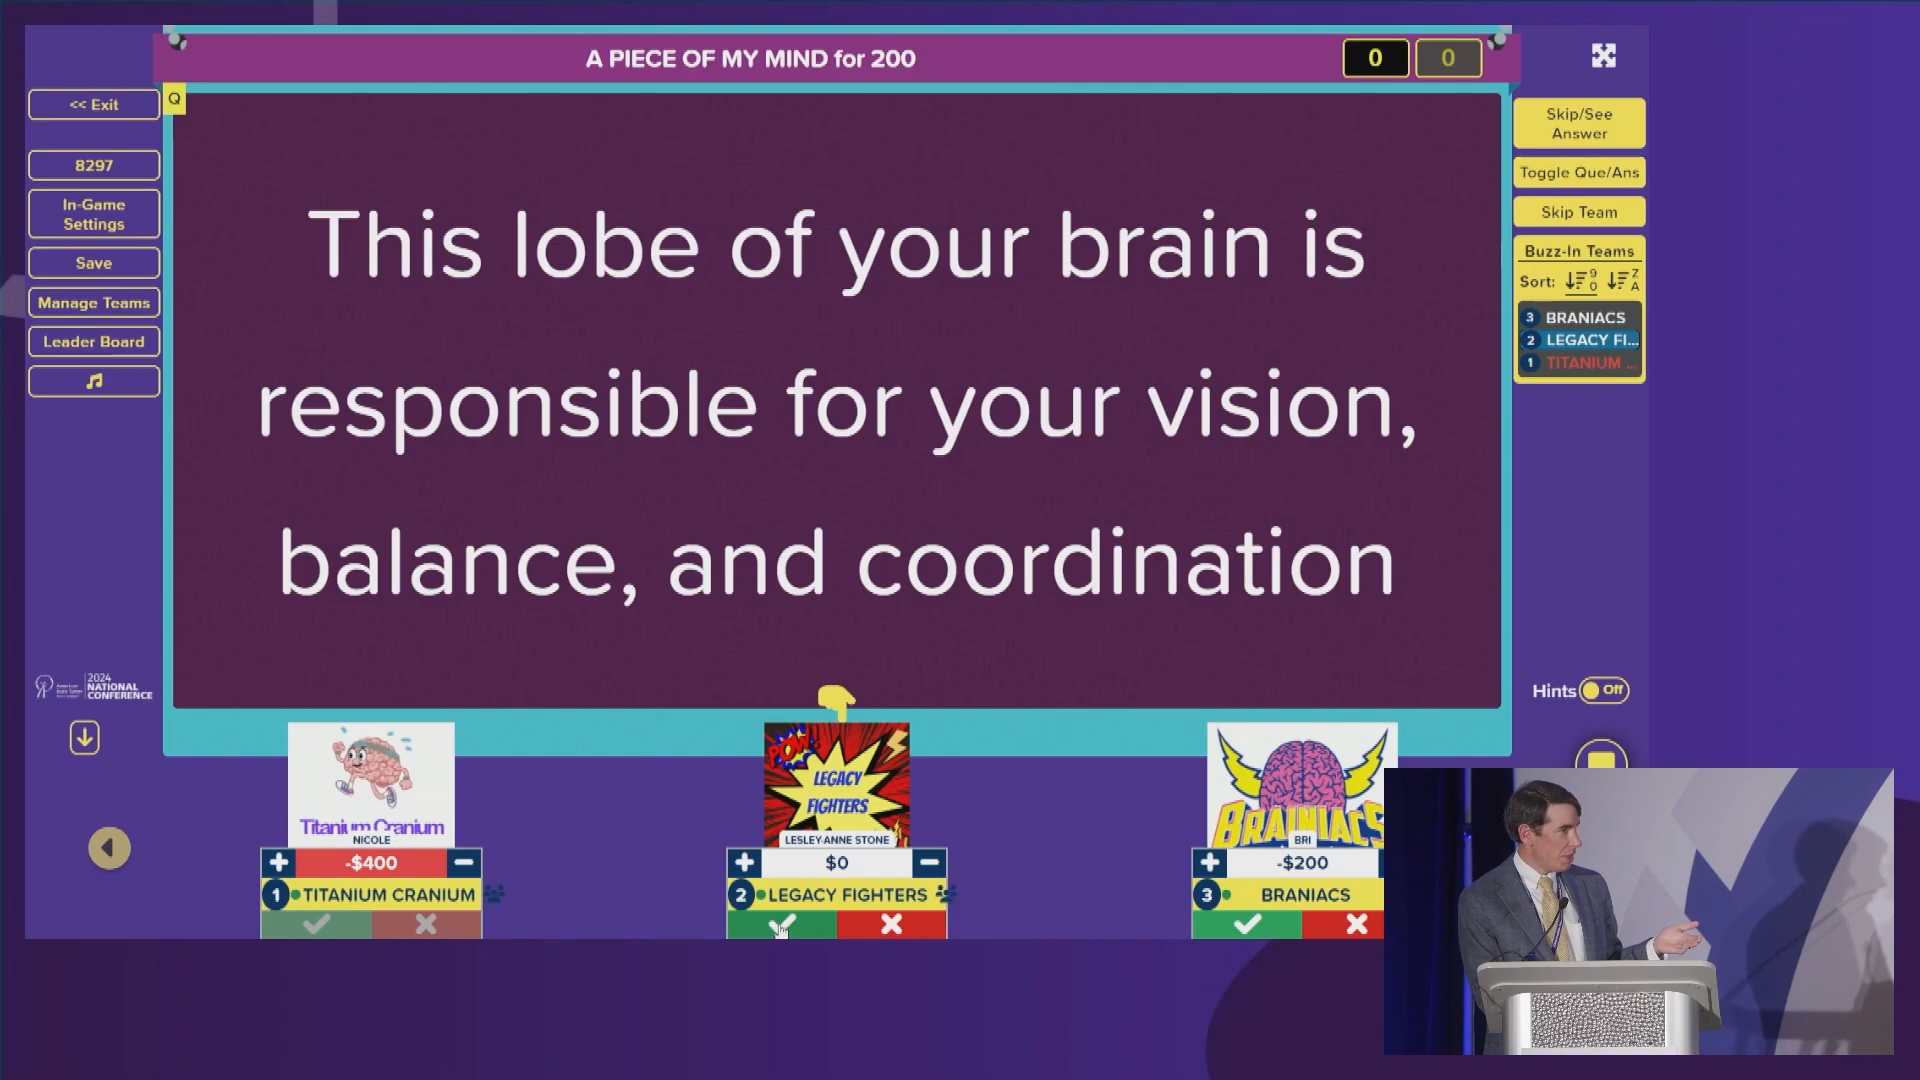 A PIECE OF MY MIND for 200
0
0
<< Exit
8297
In-Game
Settings
Save
Manage Teams
Leader Board
Q
This lobe of your brain is
responsible for your vision,
balance, and coordination
Skip/See
Answer
Toggle Que/Ans
Skip Team
Buzz-In Teams
Sort: 9 0 Z A
3 BRANIACS
2 LEGACY FI...
1 TITANIUM ...
Hints Off
2024
NATIONAL
CONFERENCE
Titanium Cranium
NICOLE
-$400
1 TITANIUM CRANIUM
POW!
LEGACY
FIGHTERS
LESLEY-ANNE STONE
$0
2 LEGACY FIGHTERS
BRAINIACS
BRI
-$200
3 BRANIACS